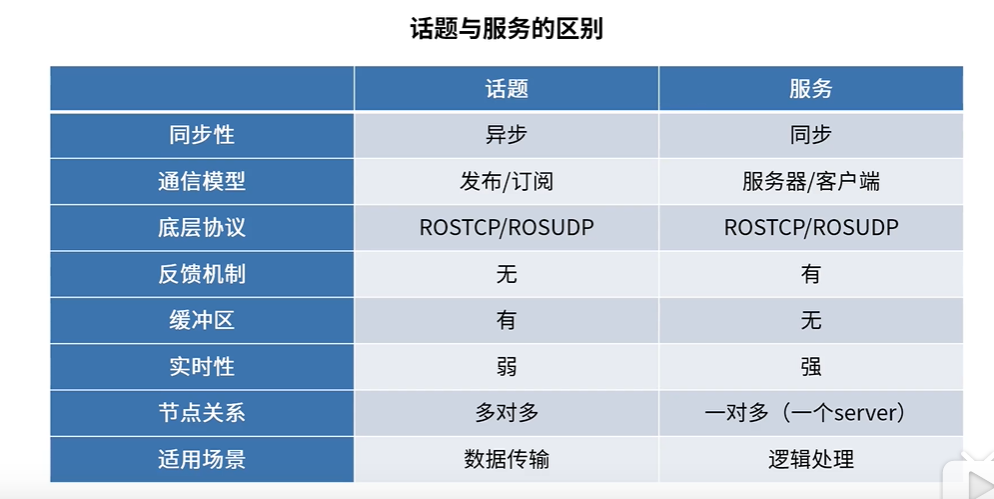 话题与服务的区别
话题 服务
同步性 异步 同步
通信模型 发布/订阅 服务器/客户端
底层协议 ROSTCP/ROSUDP ROSTCP/ROSUDP
反馈机制 无 有
缓冲区 有 无
实时性 弱 强
节点关系 多对多 一对多（一个server）
适用场景 数据传输 逻辑处理